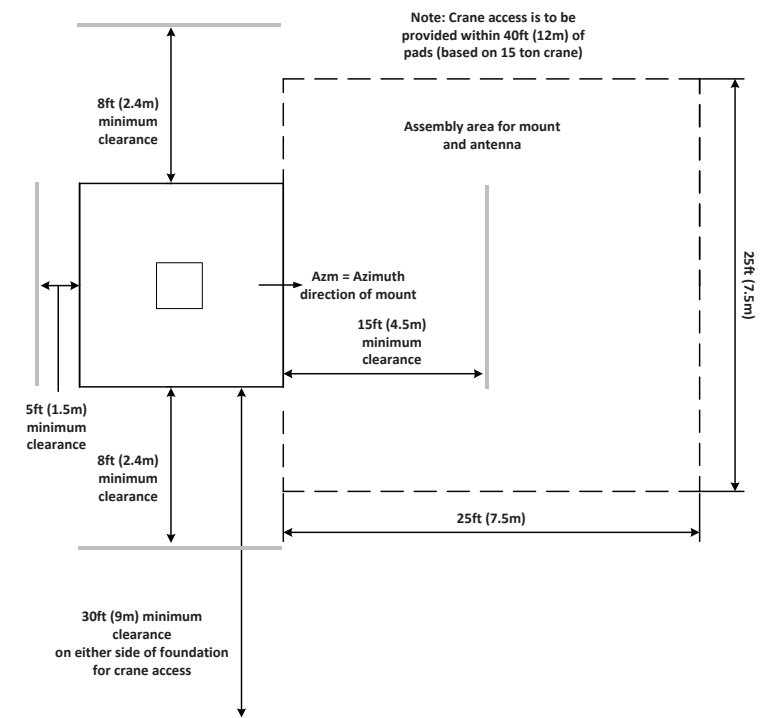 Note: Crane access is to be
provided within 40ft (12m) of
pads (based on 15 ton crane)
8ft (2.4m)
minimum
clearance
Assembly area for mount
and antenna
Azm = Azimuth
direction of mount
25ft (7.5m)
15ft (4.5m)
minimum
clearance
5ft (1.5m)
minimum
clearance
8ft (2.4m)
minimum
clearance
25ft (7.5m)
30ft (9m) minimum
clearance
on either side of foundation
for crane access